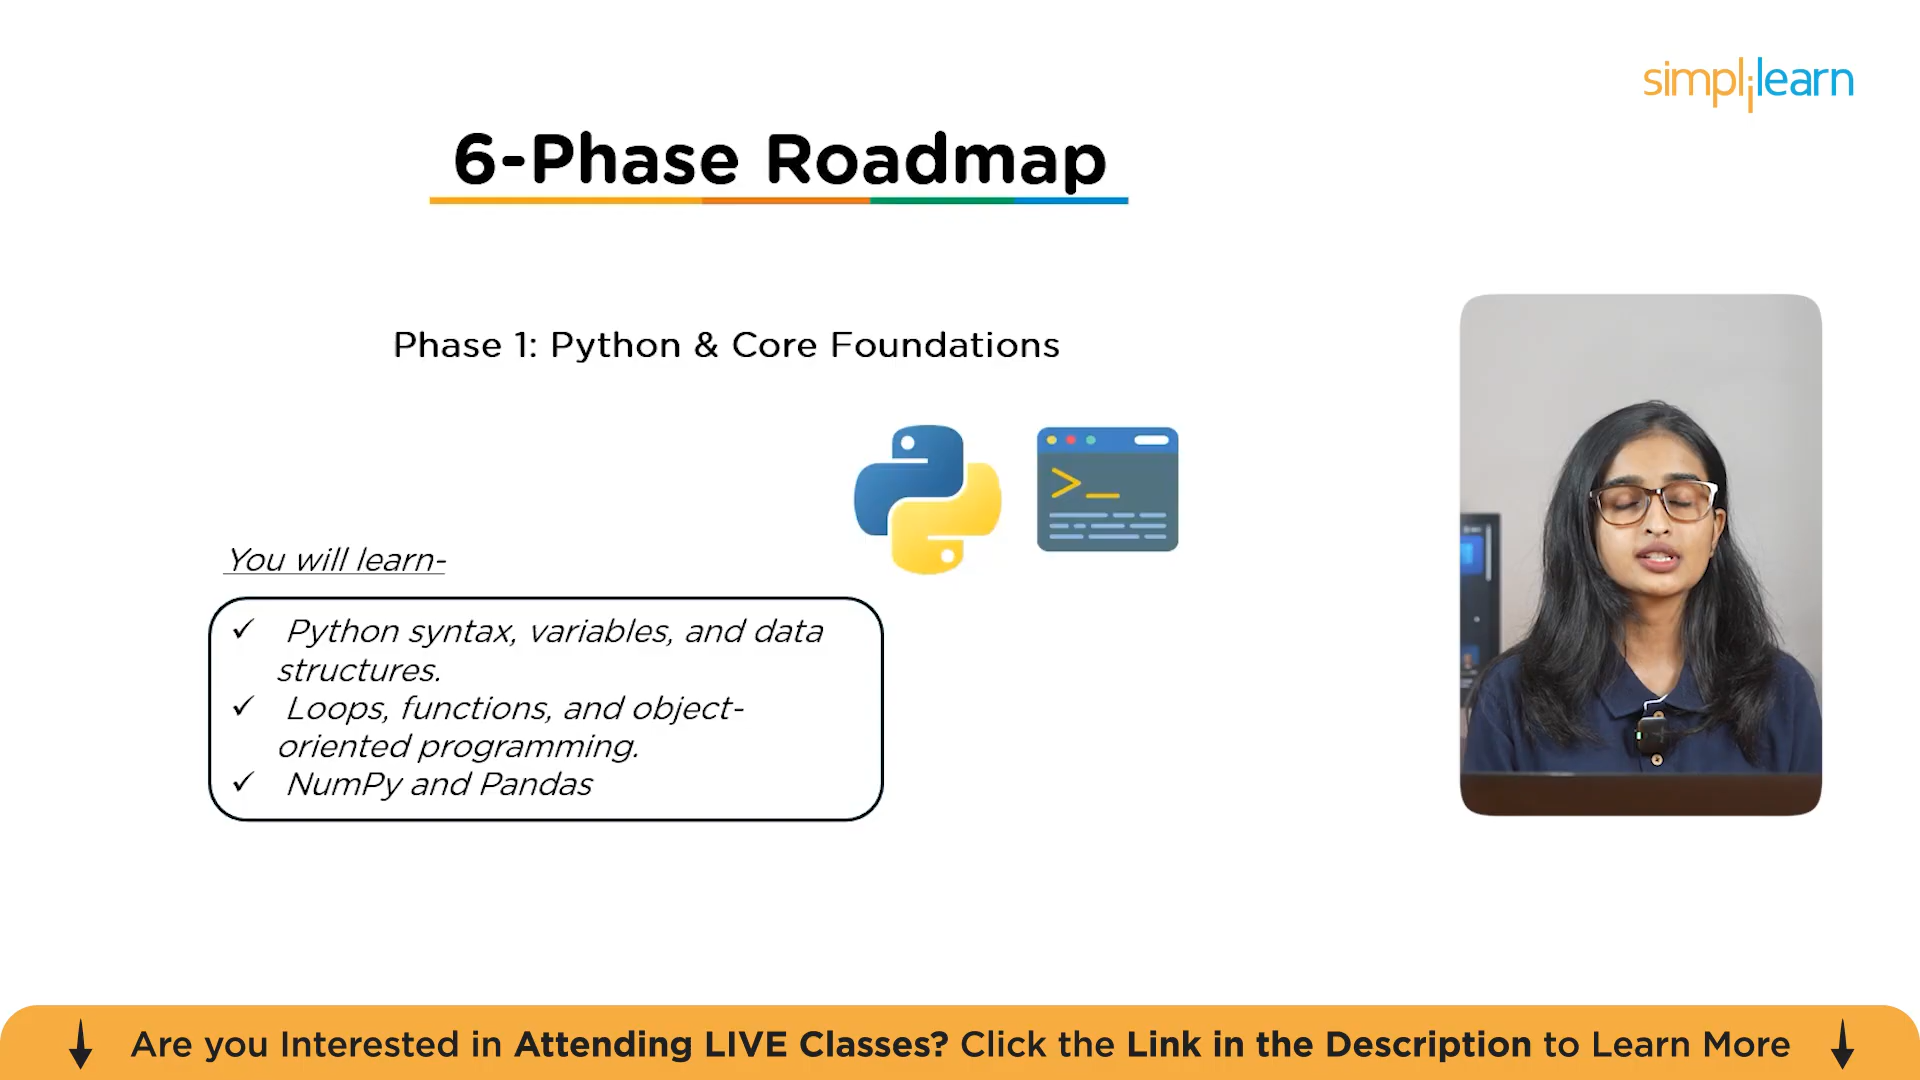 simplilearn
6-Phase Roadmap
Phase 1: Python & Core Foundations
>_
You will learn-
✓ Python syntax, variables, and data
structures.
✓ Loops, functions, and object-
oriented programming.
✓ NumPy and Pandas
Are you Interested in Attending LIVE Classes? Click the Link in the Description to Learn More